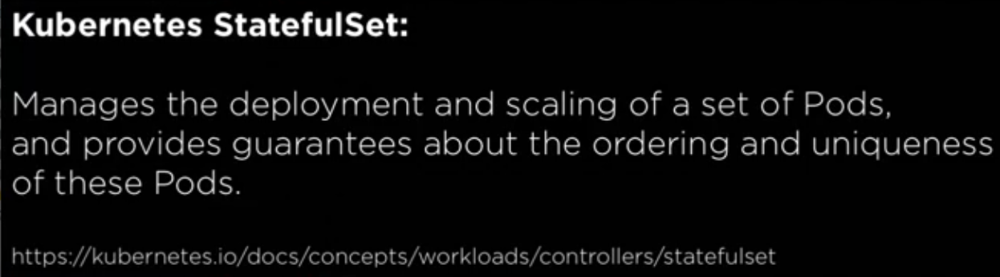 Kubernetes StatefulSet:
Manages the deployment and scaling of a set of Pods,
and provides guarantees about the ordering and uniqueness
of these Pods.
https://kubernetes.io/docs/concepts/workloads/controllers/statefulset